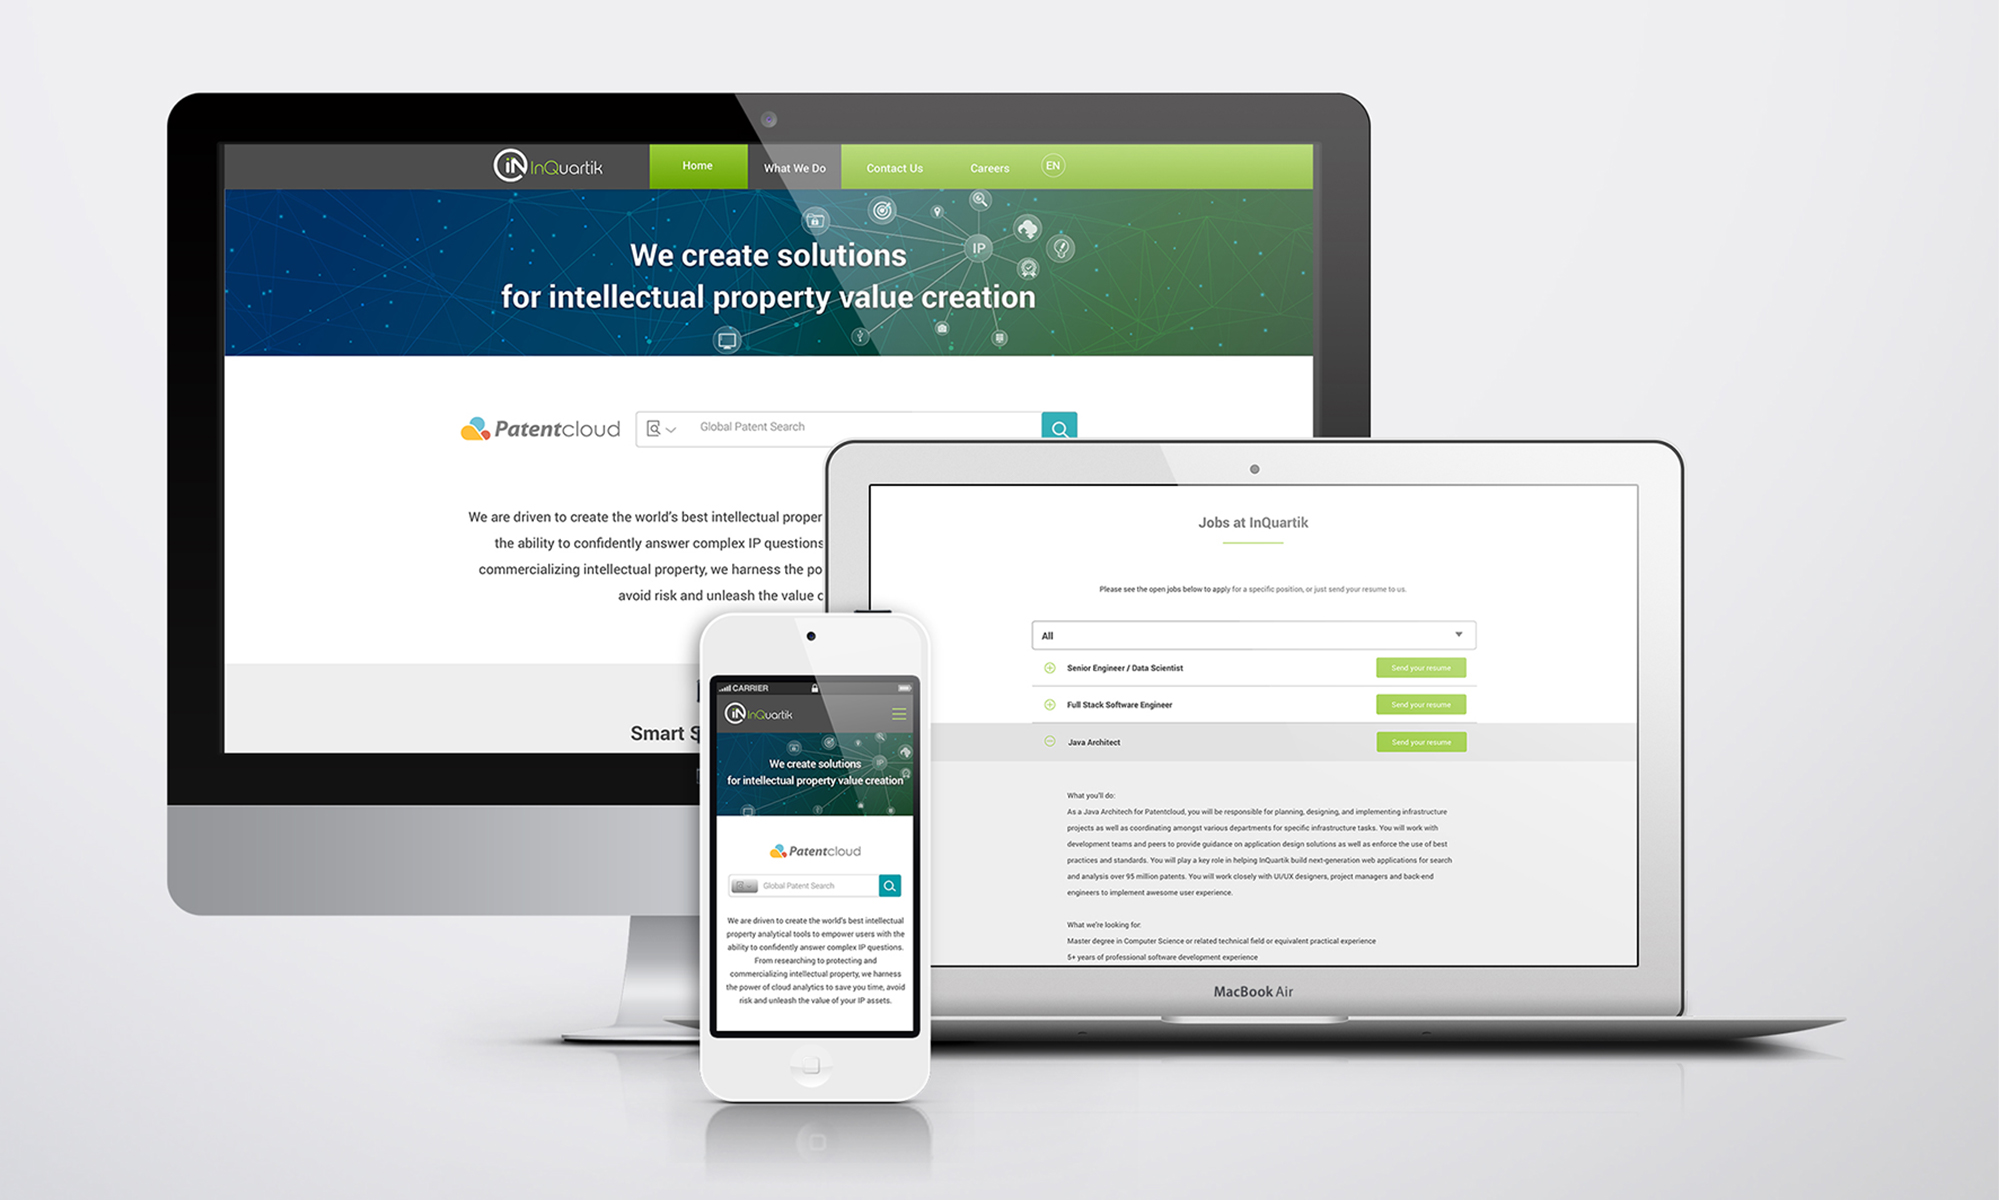 iN InQuartik
Home
What We Do
Contact Us
Careers
EN
IP
We create solutions
for intellectual property value creation
Patentcloud
Global Patent Search
We are driven to create the world's best intellectual proper
the ability to confidently answer complex IP questions
commercializing intellectual property, we harness the po
avoid risk and unleash the value
Smart S
Jobs at InQuartik
Please see the open jobs below to apply for a specific position, or just send your resume to us.
All
Senior Engineer / Data Scientist
Send your resume
Full Stack Software Engineer
Send your resume
Java Architect
Send your resume
What you'll do:
As a Java Architech for Patentcloud, you will be responsible for planning, designing, and implementing infrastructure
projects as well as coordinating amongst various departments for specific infrastructure tasks. You will work with
development teams and peers to provide guidance on application design solutions as well as enforce the use of best
practices and standards. You will play a key role in helping InQuartik build next-generation web applications for search
and analysis over 95 million patents. You will work closely with UI/UX designers, project managers and back-end
engineers to implement awesome user experience.
What we're looking for:
Master degree in Computer Science or related technical field or equivalent practical experience
5+ years of professional software development experience
MacBook Air
CARRIER
iN InQuartik
IP
We create solutions
for intellectual property value creation
Patentcloud
Global Patent Search
We are driven to create the world's best intellectual
property analytical tools to empower users with the
ability to confidently answer complex IP questions.
From researching to protecting and
commercializing intellectual property, we harness
the power of cloud analytics to save you time, avoid
risk and unleash the value of your IP assets.